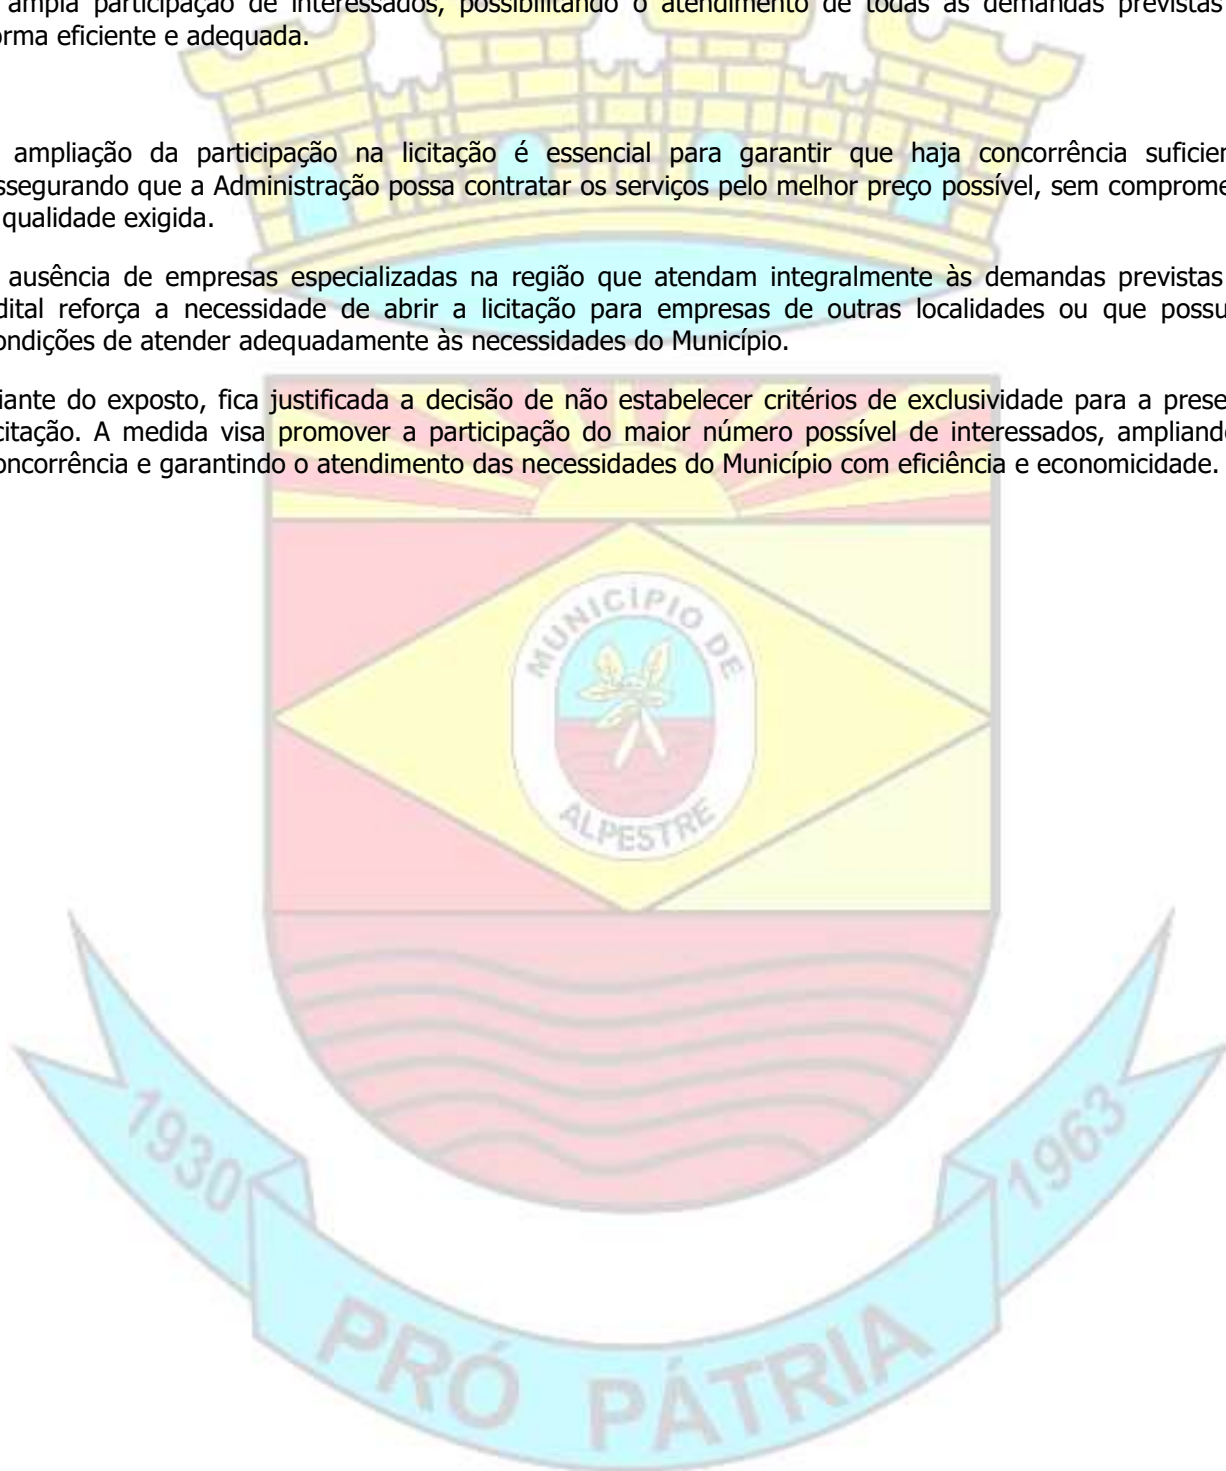 ampla participação de interessados, possibilitando o atendimento de todas as demandas previstas
orma eficiente e adequada.
ampliação da participação na licitação é essencial para garantir que haja concorrência suficien
ssegurando que a Administração possa contratar os serviços pelo melhor preço possível, sem comprome
qualidade exigida.
ausência de empresas especializadas na região que atendam integralmente às demandas previstas
dital reforça a necessidade de abrir a licitação para empresas de outras localidades ou que possu
ondições de atender adequadamente às necessidades do Município.
iante do exposto, fica justificada a decisão de não estabelecer critérios de exclusividade para a prese
citação. A medida visa promover a participação do maior número possível de interessados, ampliando
oncorrência e garantindo o atendimento das necessidades do Município com eficiência e economicidade.
MUNICÍPIO DE
ALPESTRE
1930
1963
PRÓ PÁTRIA